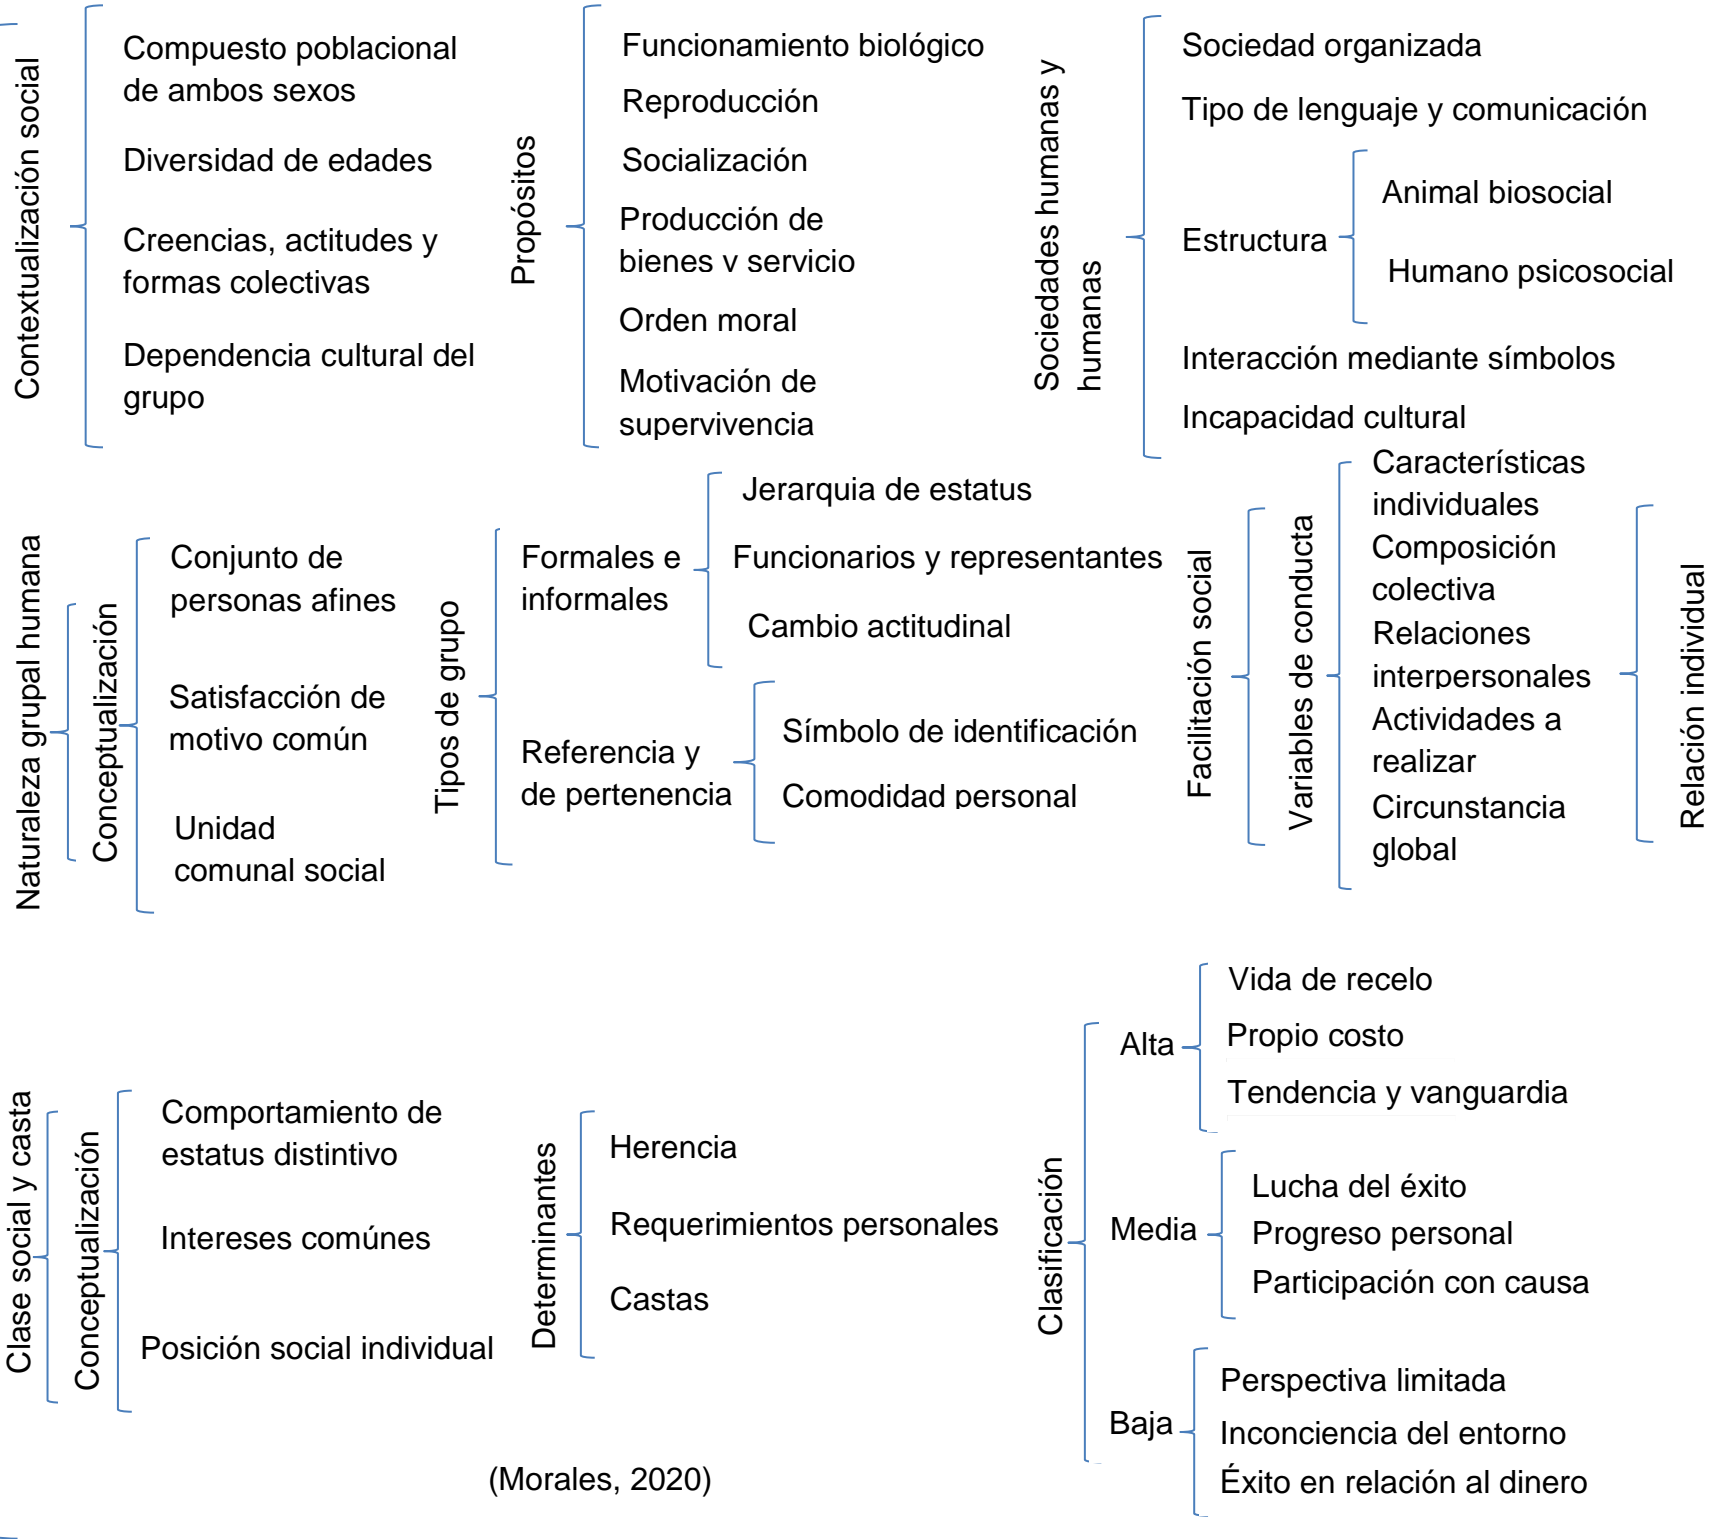 Contextualización social
Compuesto poblacional
de ambos sexos
Diversidad de edades
Creencias, actitudes y
formas colectivas
Dependencia cultural del
grupo
Propósitos
Funcionamiento biológico
Reproducción
Socialización
Producción de
bienes y servicio
Orden moral
Motivación de
supervivencia
Sociedades humanas y
humanas
Sociedad organizada
Tipo de lenguaje y comunicación
Estructura
Animal biosocial
Humano psicosocial
Interacción mediante símbolos
Incapacidad cultural
Naturaleza grupal humana
Conceptualización
Conjunto de
personas afines
Satisfacción de
motivo común
Unidad
comunal social
Tipos de grupo
Formales e
informales
Jerarquia de estatus
Funcionarios y representantes
Cambio actitudinal
Referencia y
de pertenencia
Símbolo de identificación
Comodidad personal
Facilitación social
Variables de conducta
Características
individuales
Composición
colectiva
Relaciones
interpersonales
Actividades a
realizar
Circunstancia
global
Relación individual
Clase social y casta
Conceptualización
Comportamiento de
estatus distintivo
Intereses comúnes
Posición social individual
Determinantes
Herencia
Requerimientos personales
Castas
Clasificación
Alta
Vida de recelo
Propio costo
Tendencia y vanguardia
Media
Lucha del éxito
Progreso personal
Participación con causa
Baja
Perspectiva limitada
Inconciencia del entorno
Éxito en relación al dinero
(Morales, 2020)